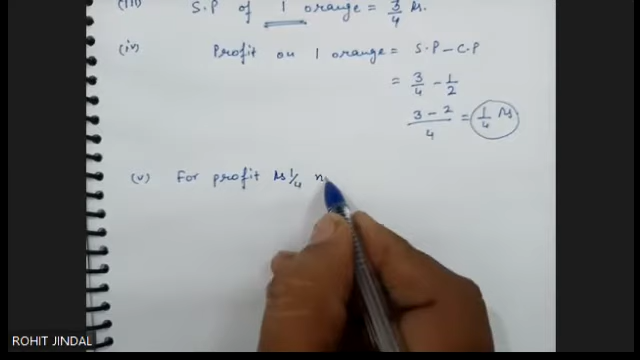 (iii) S.P of 1 orange = 3/4 Rs.
(iv) Profit on 1 orange = S.P - C.P
= 3/4 - 1/2
3 - 2 / 4 = 1/4 Rs
(v) For profit Rs 1/4 n
ROHIT JINDAL